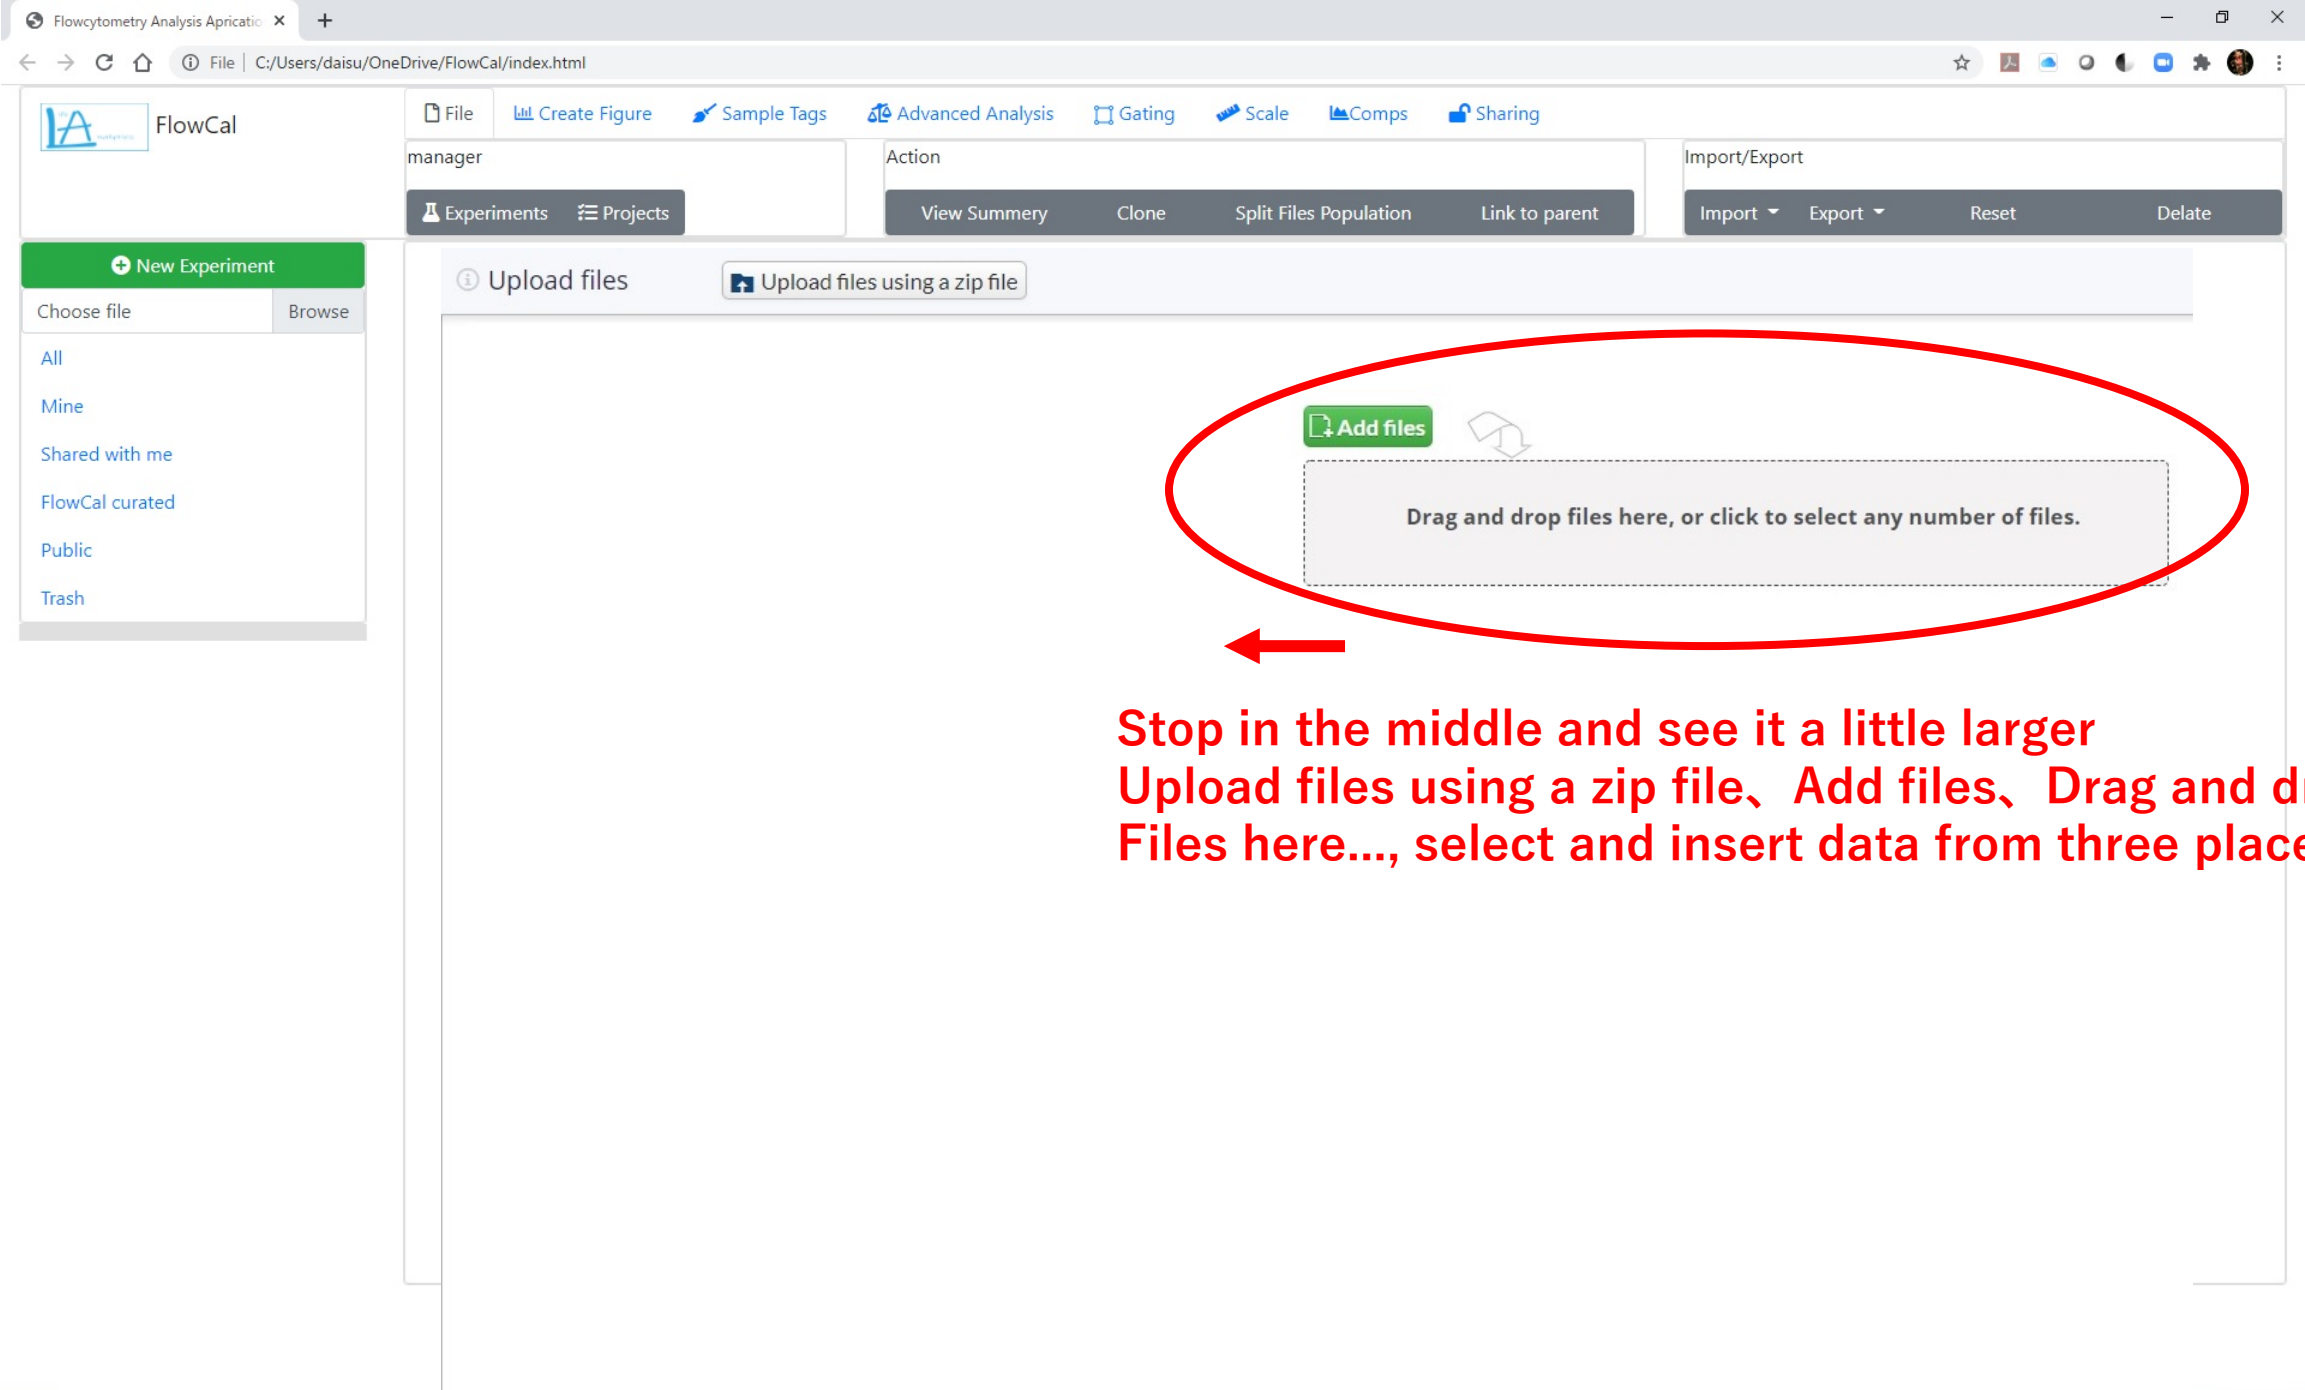 Flowcytometry Analysis Apricatio
File C:/Users/daisu/OneDrive/FlowCal/index.html
FlowCal
File Create Figure Sample Tags Advanced Analysis Gating Scale Comps Sharing
manager Action Import/Export
Experiments Projects View Summery Clone Split Files Population Link to parent Import Export Reset Delate
New Experiment
Choose file Browse
All
Mine
Shared with me
FlowCal curated
Public
Trash
Upload files Upload files using a zip file
Add files
Drag and drop files here, or click to select any number of files.
Stop in the middle and see it a little larger
Upload files using a zip file、Add files、Drag and dr
Files here..., select and insert data from three place